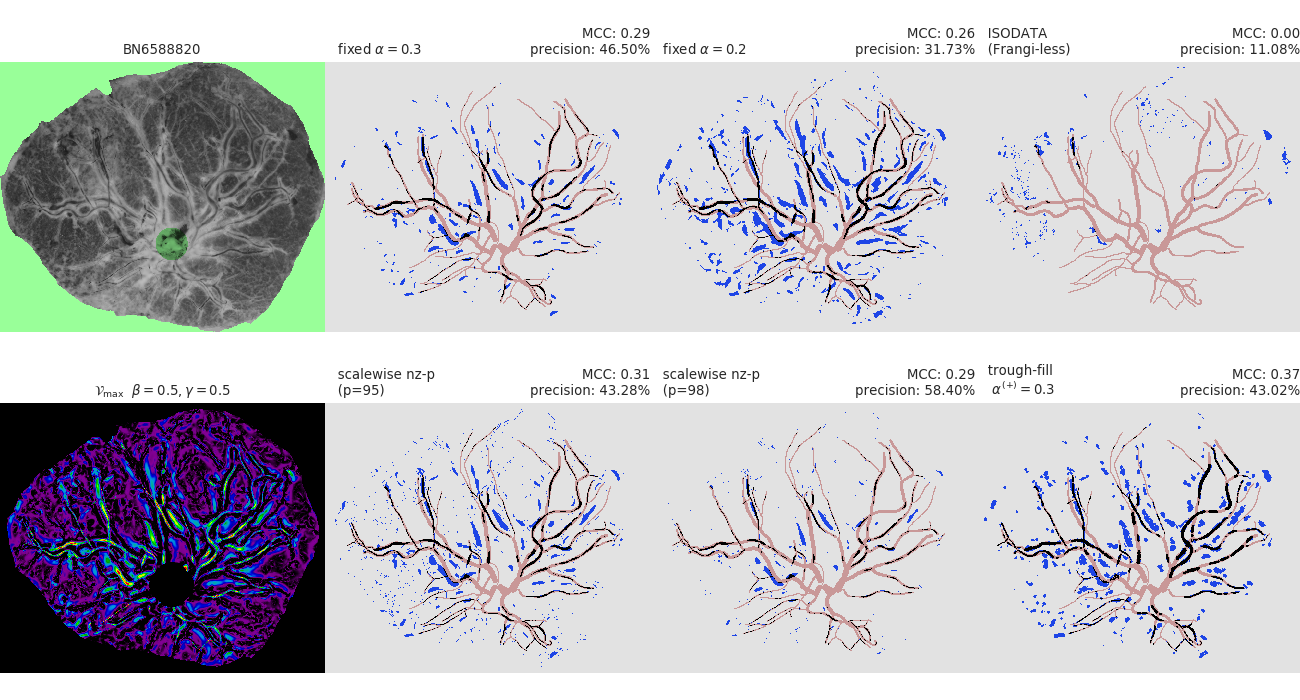 BN6588820
fixed α = 0.3
MCC: 0.29
precision: 46.50%
fixed α = 0.2
MCC: 0.26
precision: 31.73%
ISODATA
(Frangi-less)
MCC: 0.00
precision: 11.08%
𝒱max β = 0.5, γ = 0.5
scalewise nz-p
(p=95)
MCC: 0.31
precision: 43.28%
scalewise nz-p
(p=98)
MCC: 0.29
precision: 58.40%
trough-fill
α(+) = 0.3
MCC: 0.37
precision: 43.02%